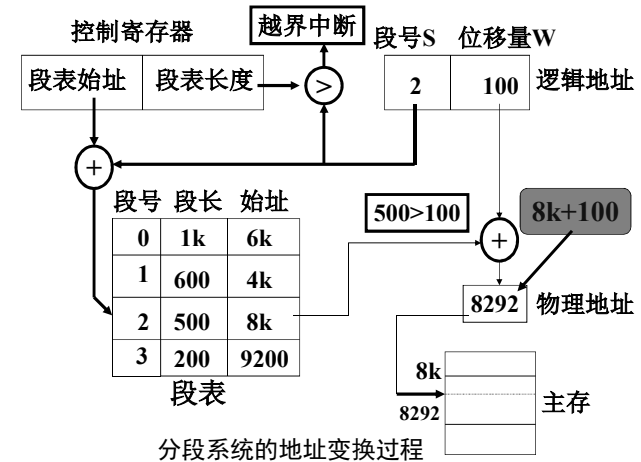 控制寄存器
越界中断
段号S 位移量W
段表始址 段表长度
>
2 100
逻辑地址
+
段号 段长 始址
0 1k 6k
1 600 4k
2 500 8k
3 200 9200
段表
500>100
8k+100
+
8292
物理地址
8k
8292
主存
分段系统的地址变换过程